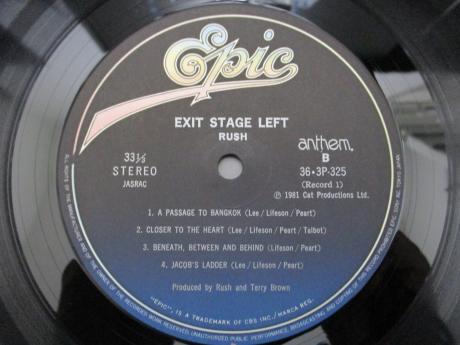 Epic
EXIT STAGE LEFT
RUSH
anthem.
33⅓
STEREO
JASRAC
B
36・3P-325
(Record 1)
Ⓟ 1981 Cat Productions Ltd.
1. A PASSAGE TO BANGKOK (Lee / Lifeson / Peart)
2. CLOSER TO THE HEART (Lee / Lifeson / Peart / Talbot)
3. BENEATH, BETWEEN AND BEHIND (Lifeson / Peart)
4. JACOB'S LADDER (Lee / Lifeson / Peart)
Produced by Rush and Terry Brown
"EPIC", IS A TRADEMARK OF CBS INC./MARCA REG.